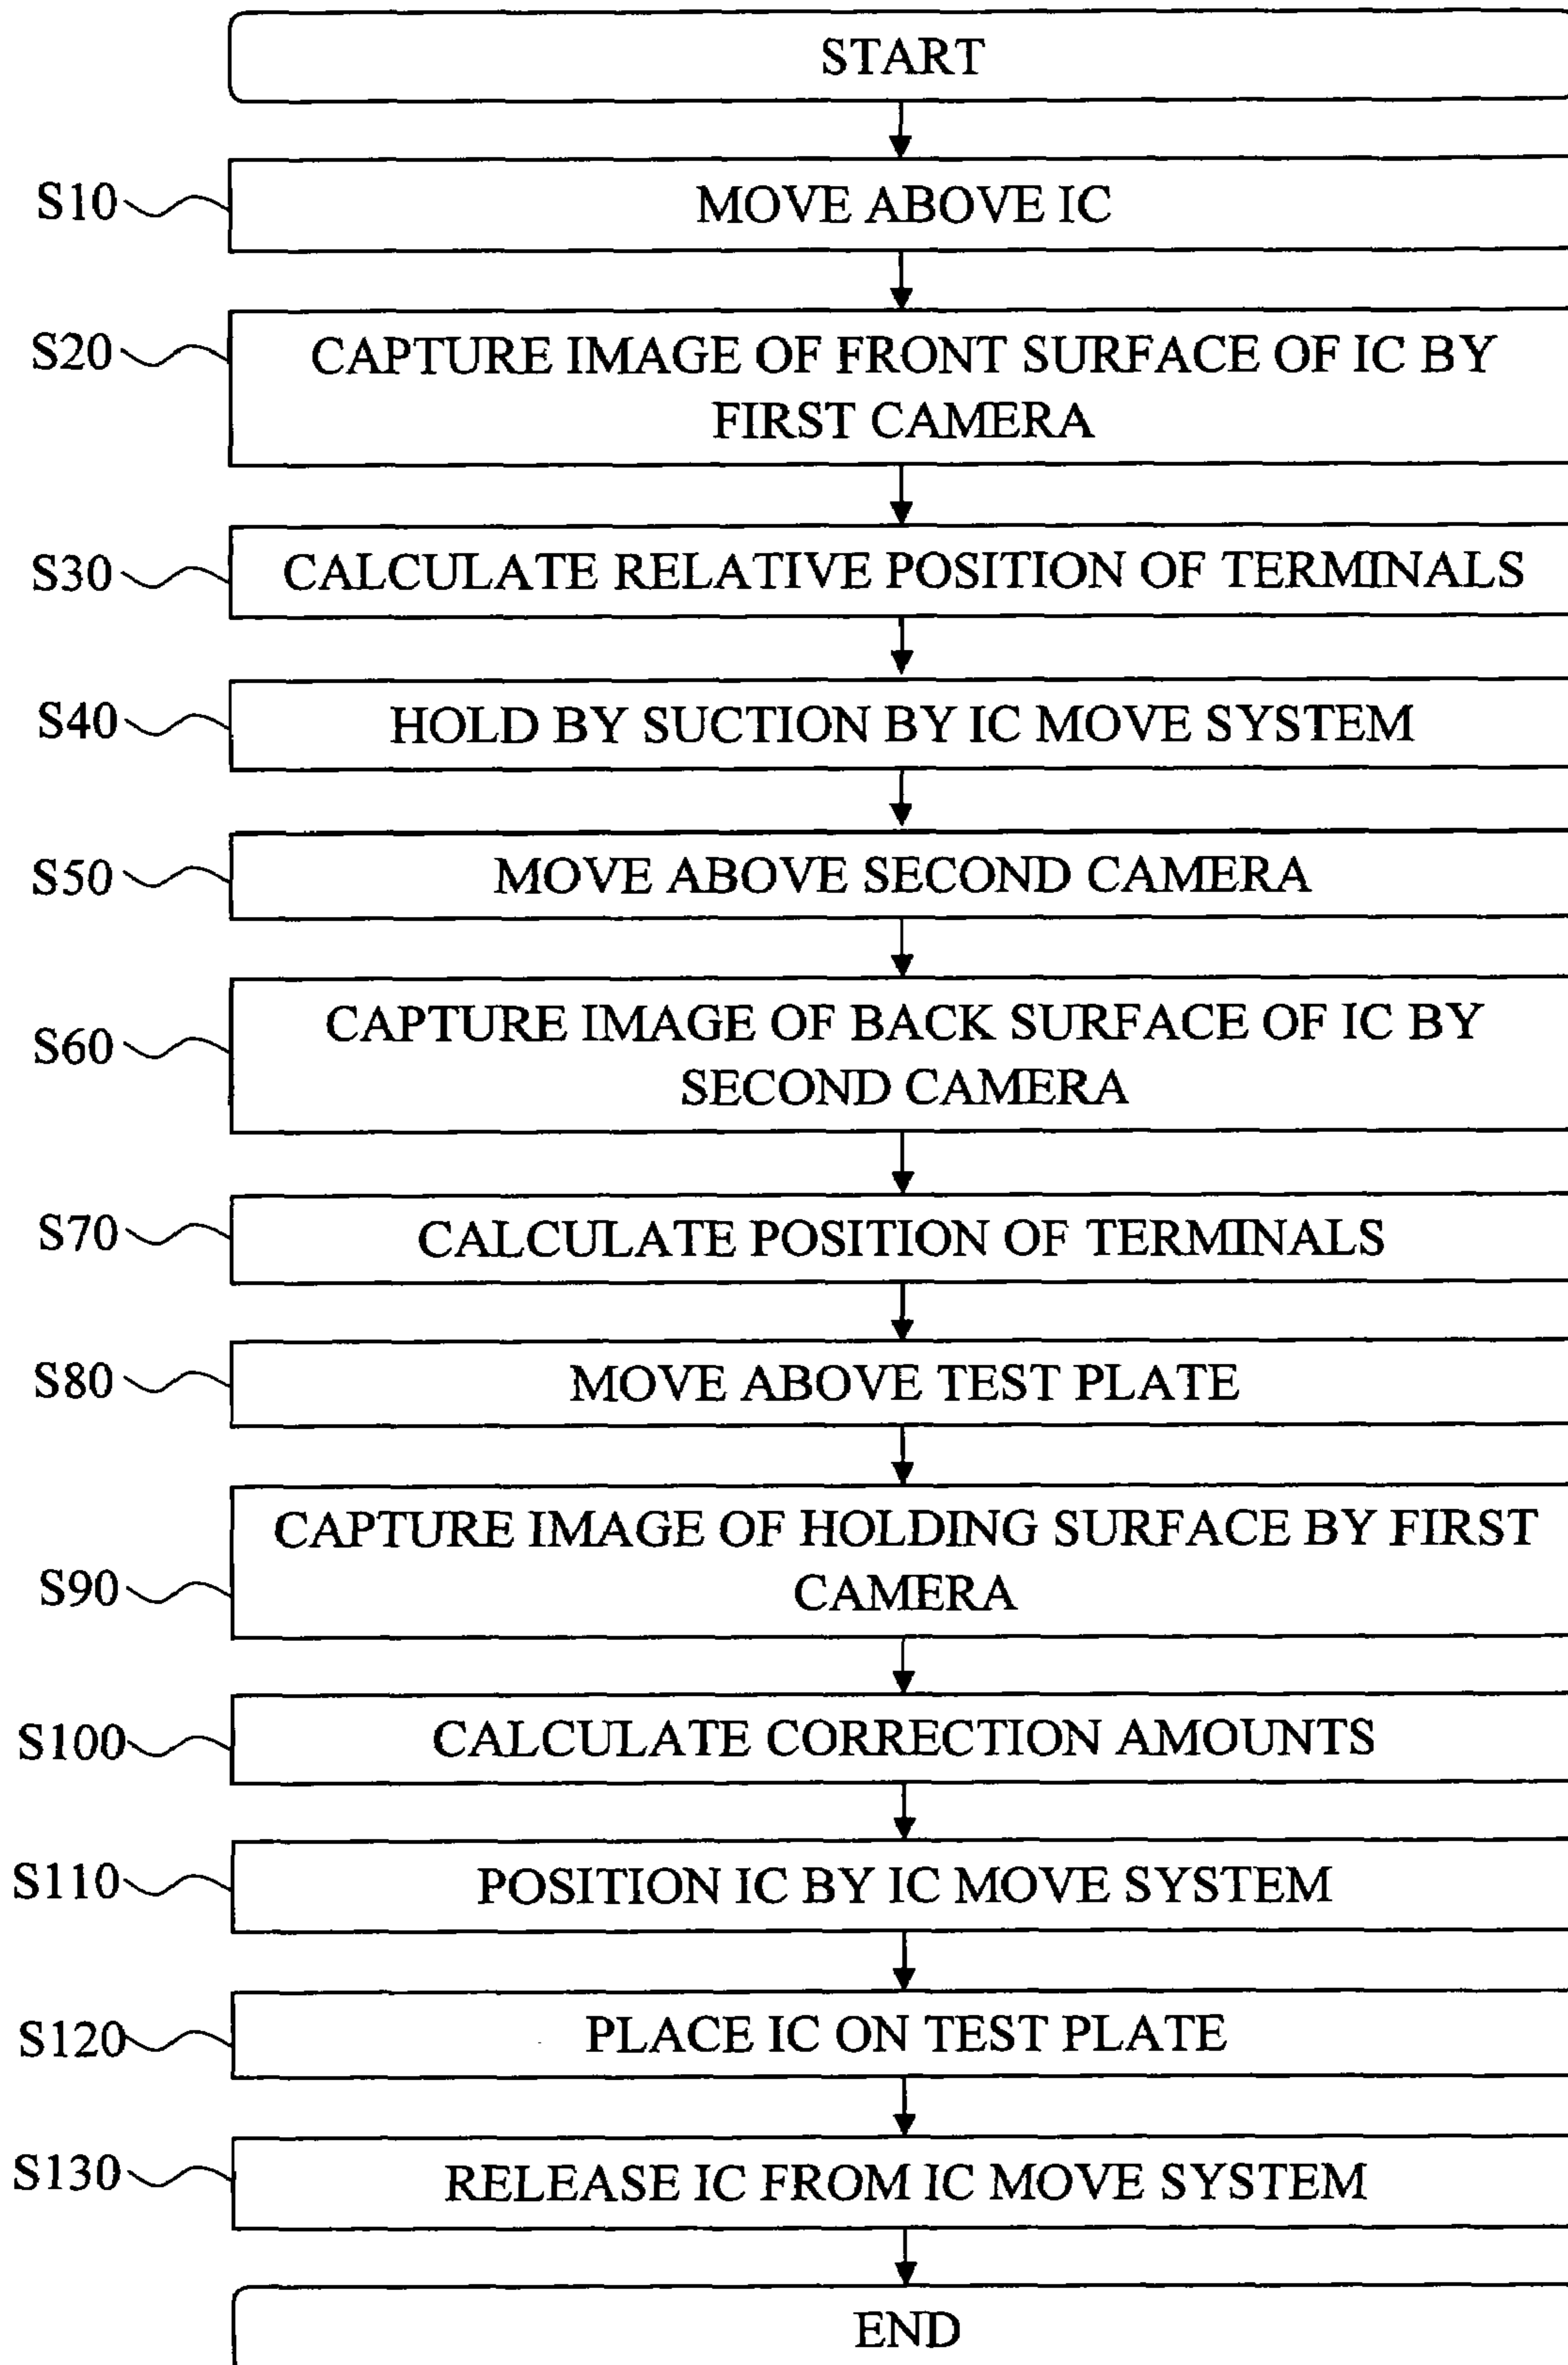 START
S10
MOVE ABOVE IC
S20
CAPTURE IMAGE OF FRONT SURFACE OF IC BY
FIRST CAMERA
S30
CALCULATE RELATIVE POSITION OF TERMINALS
S40
HOLD BY SUCTION BY IC MOVE SYSTEM
S50
MOVE ABOVE SECOND CAMERA
S60
CAPTURE IMAGE OF BACK SURFACE OF IC BY
SECOND CAMERA
S70
CALCULATE POSITION OF TERMINALS
S80
MOVE ABOVE TEST PLATE
S90
CAPTURE IMAGE OF HOLDING SURFACE BY FIRST
CAMERA
S100
CALCULATE CORRECTION AMOUNTS
S110
POSITION IC BY IC MOVE SYSTEM
S120
PLACE IC ON TEST PLATE
S130
RELEASE IC FROM IC MOVE SYSTEM
END